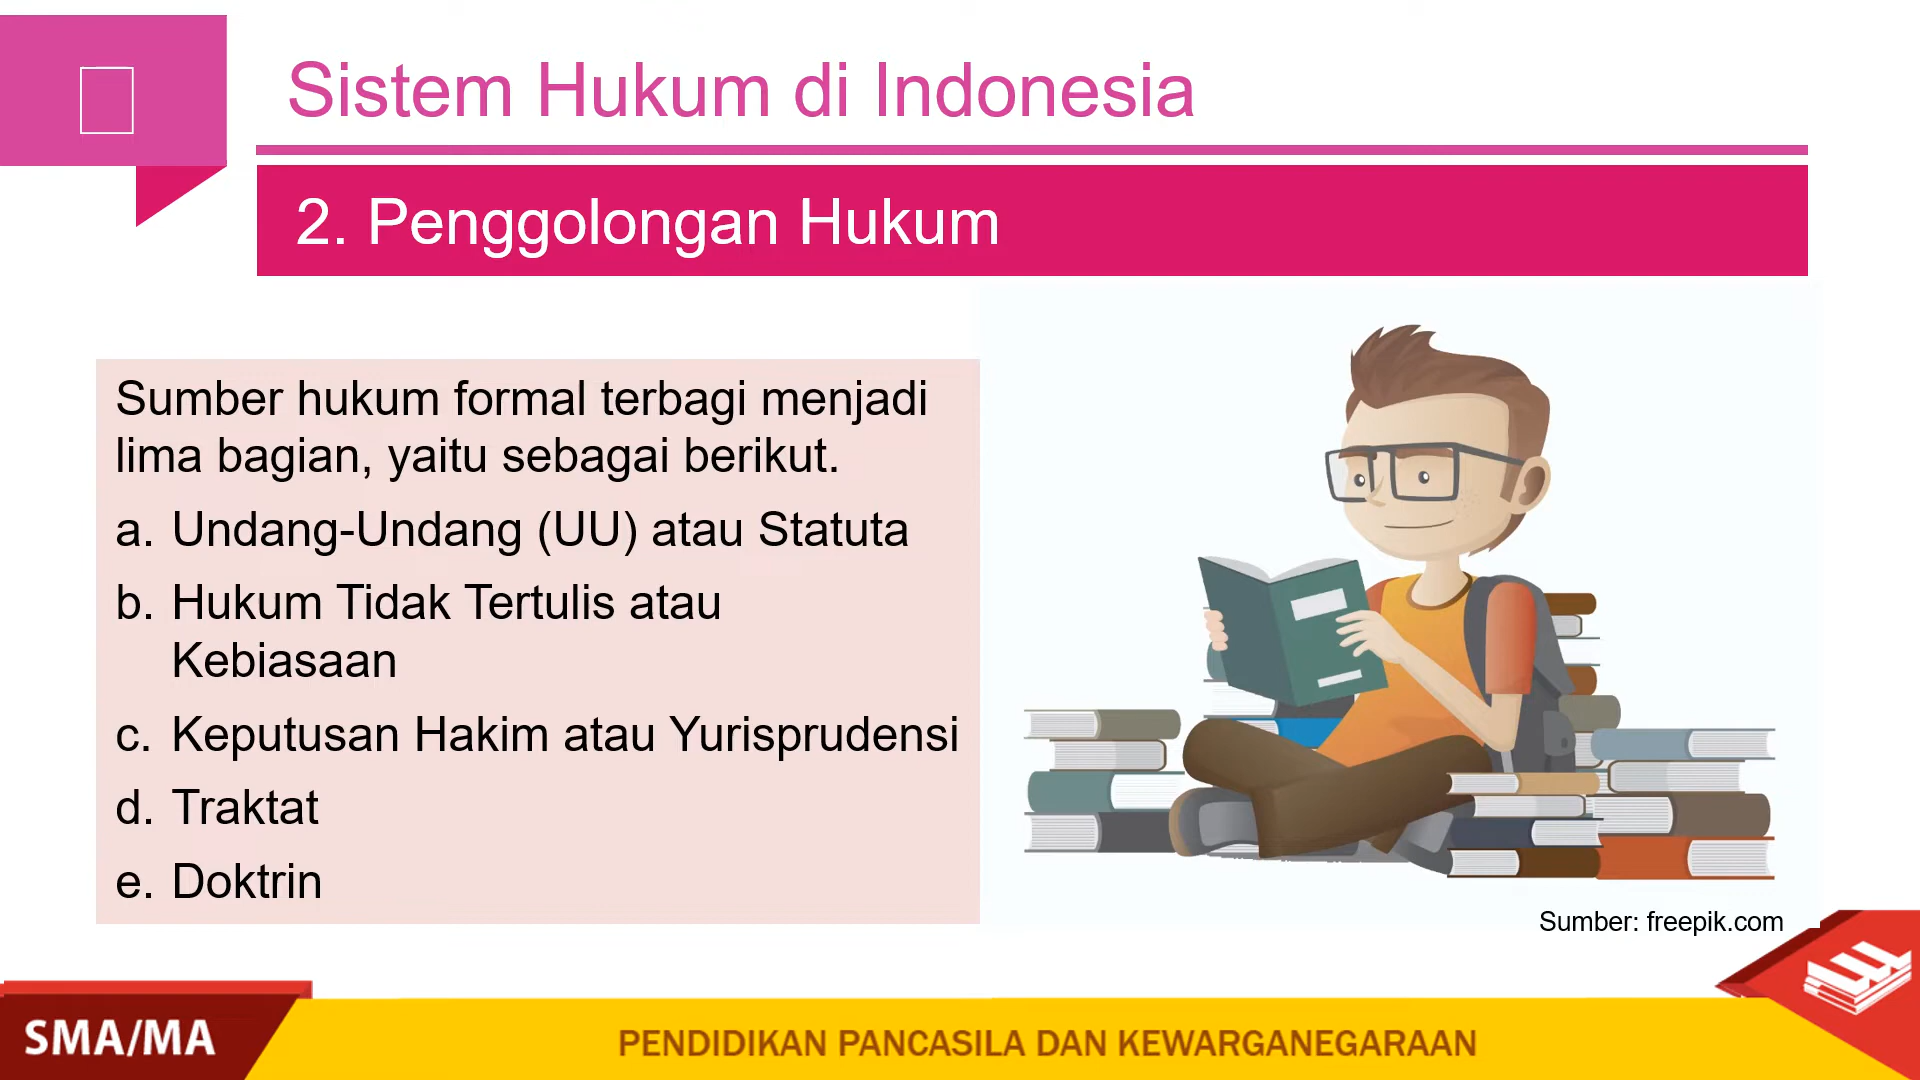 Sistem Hukum di Indonesia
2. Penggolongan Hukum
Sumber hukum formal terbagi menjadi
lima bagian, yaitu sebagai berikut.
a. Undang-Undang (UU) atau Statuta
b. Hukum Tidak Tertulis atau
Kebiasaan
c. Keputusan Hakim atau Yurisprudensi
d. Traktat
e. Doktrin
Sumber: freepik.com
SMA/MA
PENDIDIKAN PANCASILA DAN KEWARGANEGARAAN